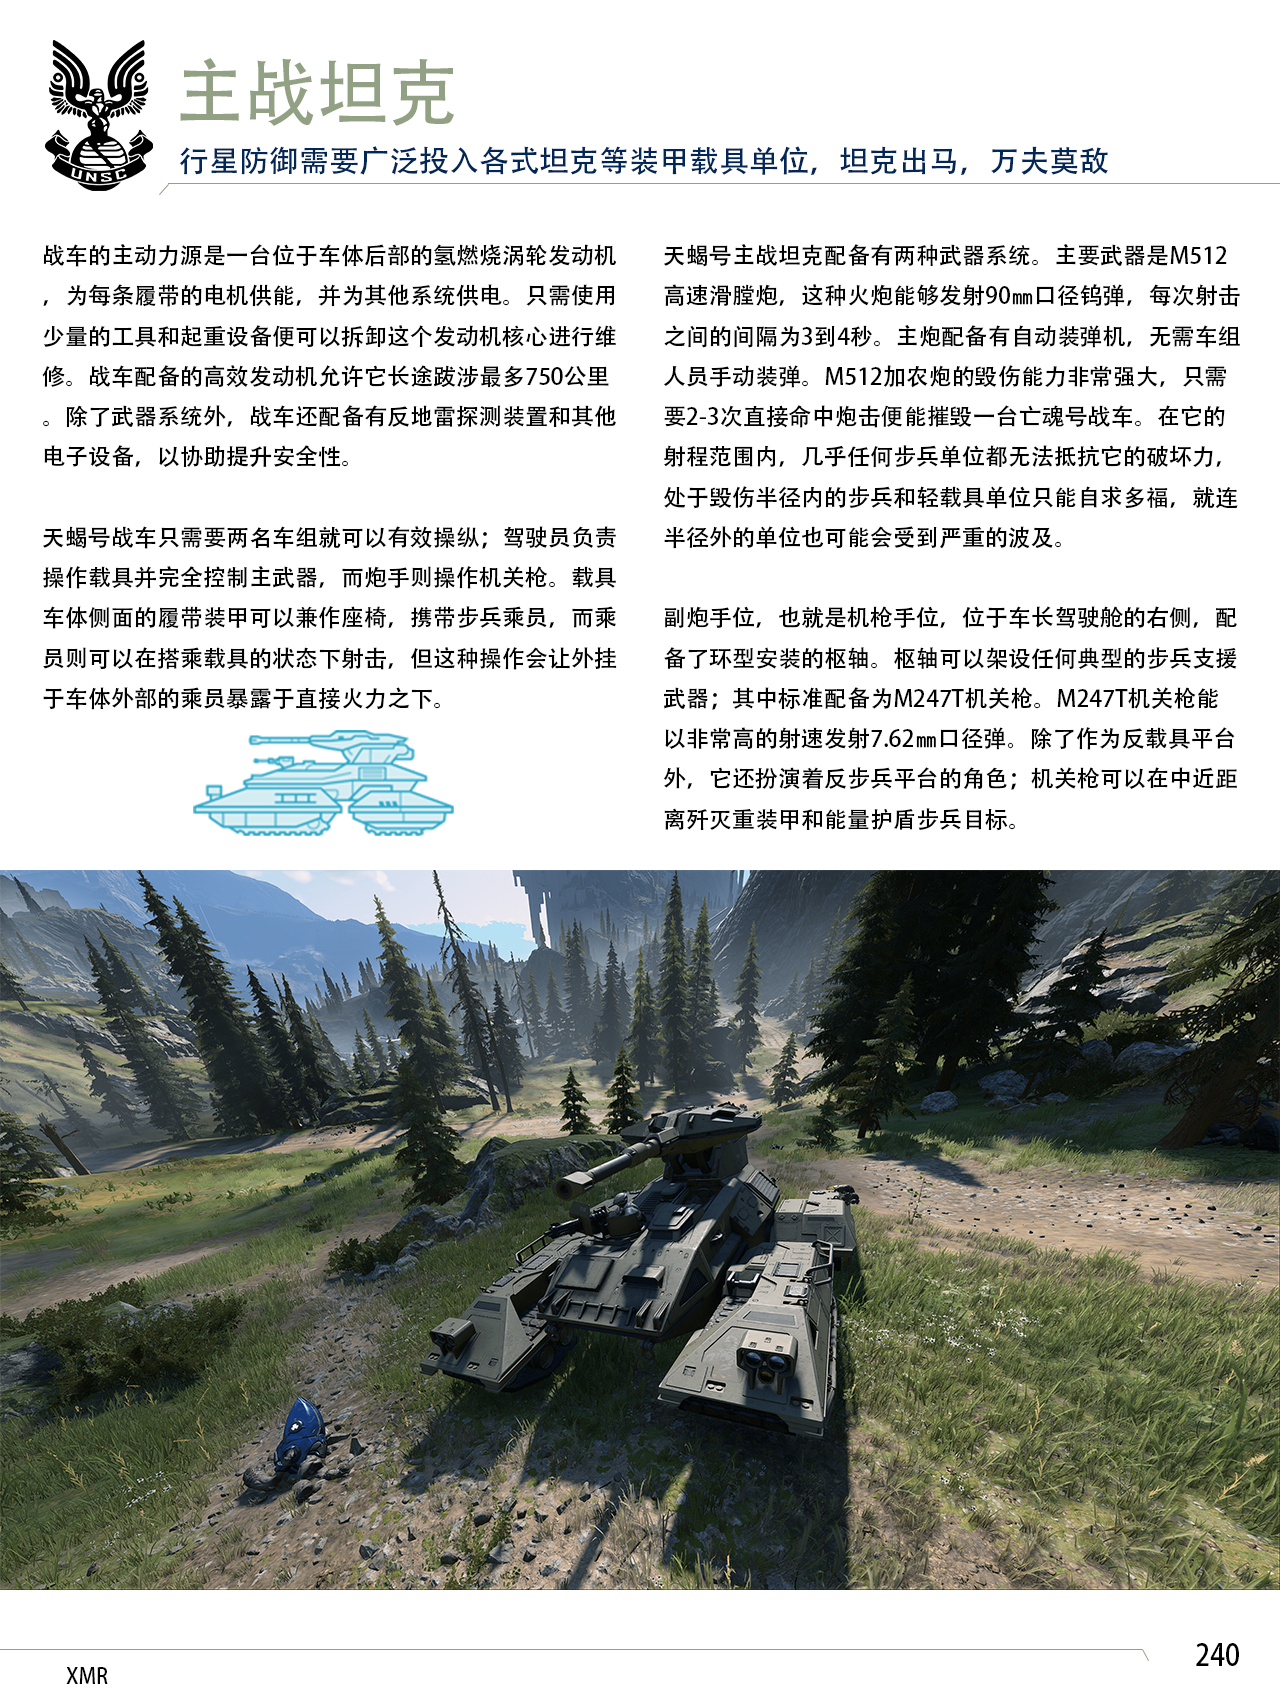 UNSC
主战坦克
行星防御需要广泛投入各式坦克等装甲载具单位，坦克出马，万夫莫敌
战车的主动力源是一台位于车体后部的氢燃烧涡轮发动机
，为每条履带的电机供能，并为其他系统供电。只需使用
少量的工具和起重设备便可以拆卸这个发动机核心进行维
修。战车配备的高效发动机允许它长途跋涉最多750公里
。除了武器系统外，战车还配备有反地雷探测装置和其他
电子设备，以协助提升安全性。
天蝎号战车只需要两名车组就可以有效操纵；驾驶员负责
操作载具并完全控制主武器，而炮手则操作机关枪。载具
车体侧面的履带装甲可以兼作座椅，携带步兵乘员，而乘
员则可以在搭乘载具的状态下射击，但这种操作会让外挂
于车体外部的乘员暴露于直接火力之下。
天蝎号主战坦克配备有两种武器系统。主要武器是M512
高速滑膛炮，这种火炮能够发射90㎜口径钨弹，每次射击
之间的间隔为3到4秒。主炮配备有自动装弹机，无需车组
人员手动装弹。M512加农炮的毁伤能力非常强大，只需
要2-3次直接命中炮击便能摧毁一台亡魂号战车。在它的
射程范围内，几乎任何步兵单位都无法抵抗它的破坏力，
处于毁伤半径内的步兵和轻载具单位只能自求多福，就连
半径外的单位也可能会受到严重的波及。
副炮手位，也就是机枪手位，位于车长驾驶舱的右侧，配
备了环型安装的枢轴。枢轴可以架设任何典型的步兵支援
武器；其中标准配备为M247T机关枪。M247T机关枪能
以非常高的射速发射7.62㎜口径弹。除了作为反载具平台
外，它还扮演着反步兵平台的角色；机关枪可以在中近距
离歼灭重装甲和能量护盾步兵目标。
240
XMR